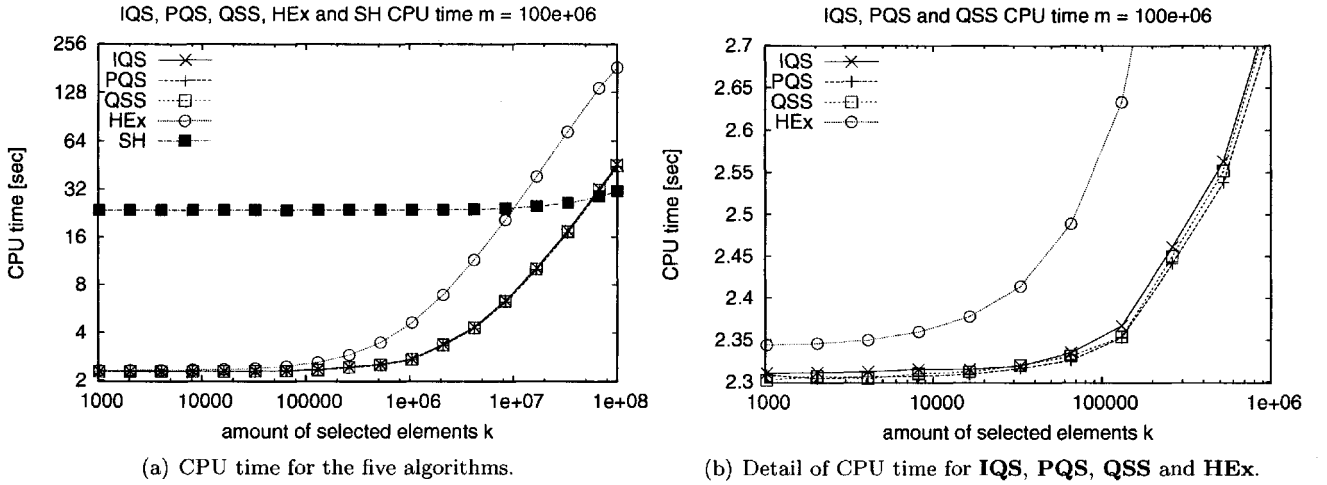 IQS, PQS, QSS, HEx and SH CPU time m = 100e+06
256
128
64
32
16
8
4
2
CPU time [sec]
IQS
PQS
QSS
HEx
SH
1000
10000
100000
1e+06
1e+07
1e+08
amount of selected elements k
(a) CPU time for the five algorithms.
IQS, PQS and QSS CPU time m = 100e+06
2.7
2.65
2.6
2.55
2.5
2.45
2.4
2.35
2.3
CPU time [sec]
IQS
PQS
QSS
HEx
1000
10000
100000
1e+06
amount of selected elements k
(b) Detail of CPU time for IQS, PQS, QSS and HEx.